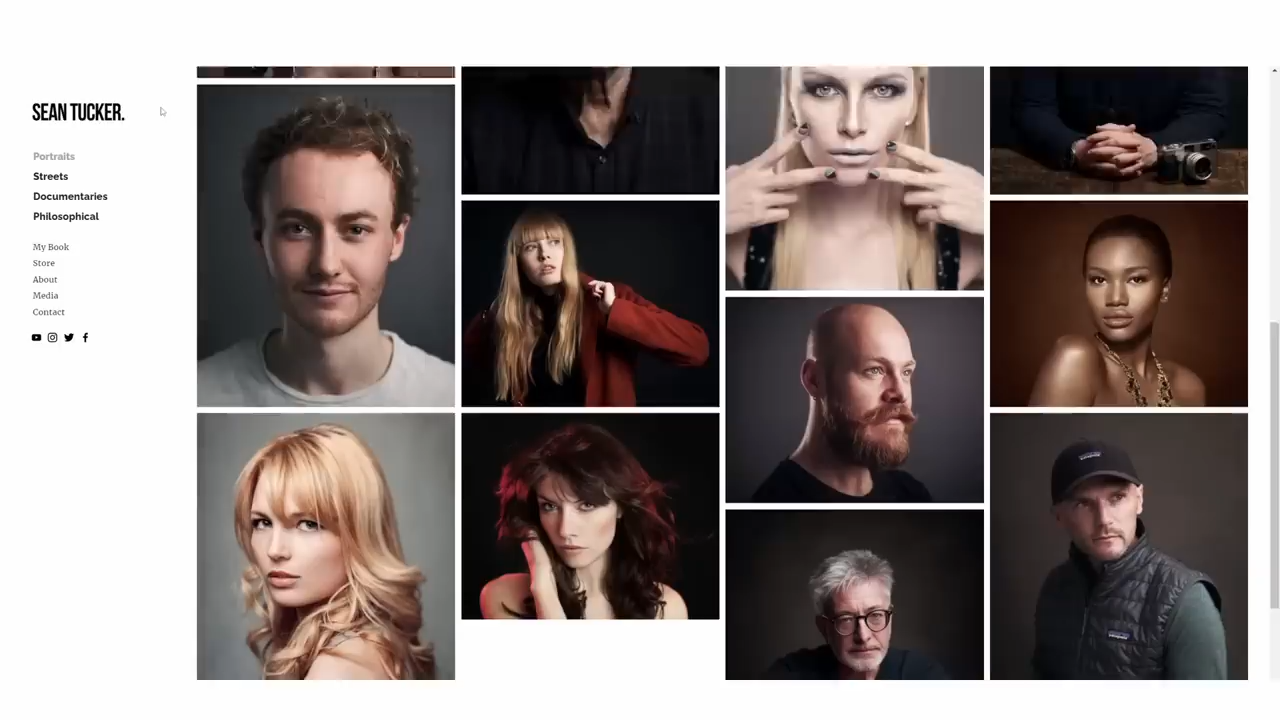 SEAN TUCKER.
Portraits
Streets
Documentaries
Philosophical
My Book
Store
About
Media
Contact